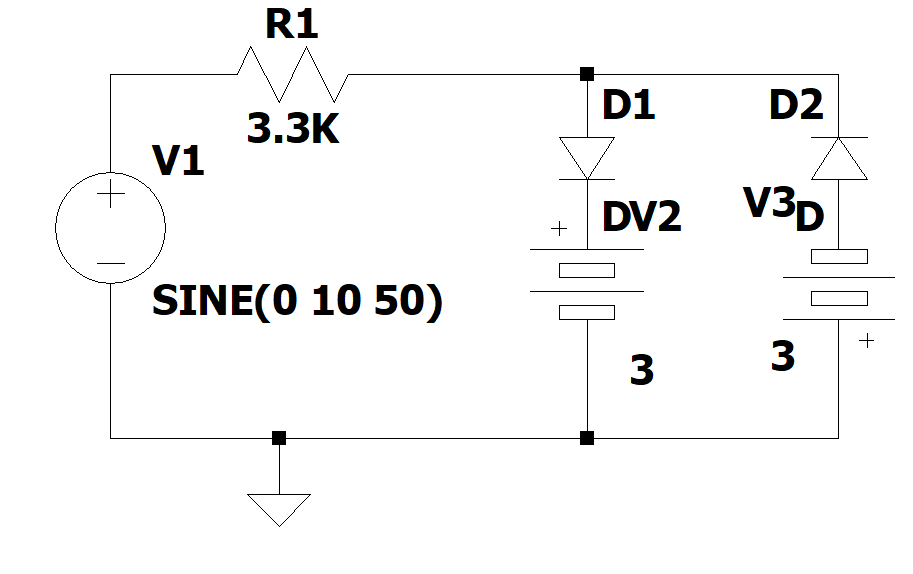 R1
3.3K
V1
SINE(0 10 50)
D1
DV2
3
D2
V3
D
3